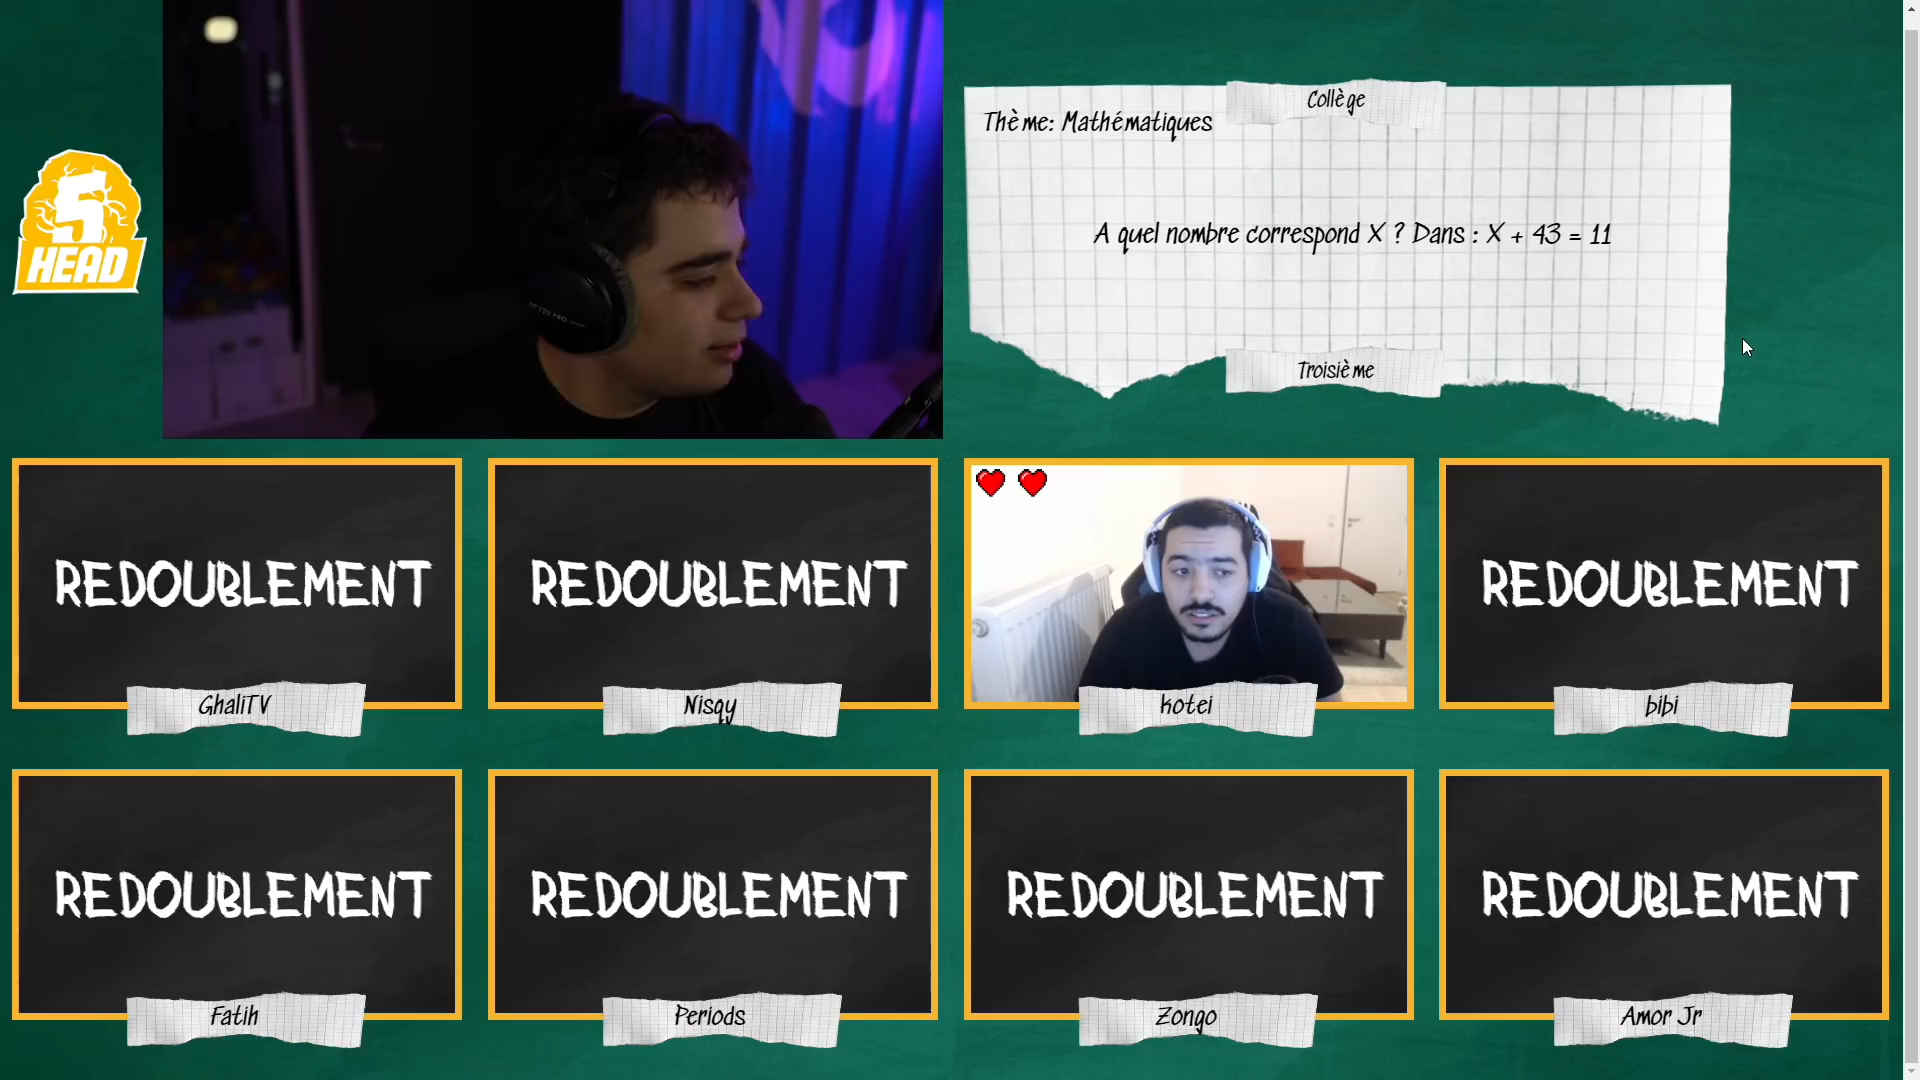 5
HEAD
Collège
Thème: Mathématiques
A quel nombre correspond X ? Dans : X + 43 = 11
Troisième
REDOUBLEMENT
GhaliTV
REDOUBLEMENT
Nisqy
kotei
REDOUBLEMENT
bibi
REDOUBLEMENT
Fatih
REDOUBLEMENT
Periods
REDOUBLEMENT
Zongo
REDOUBLEMENT
Amor Jr